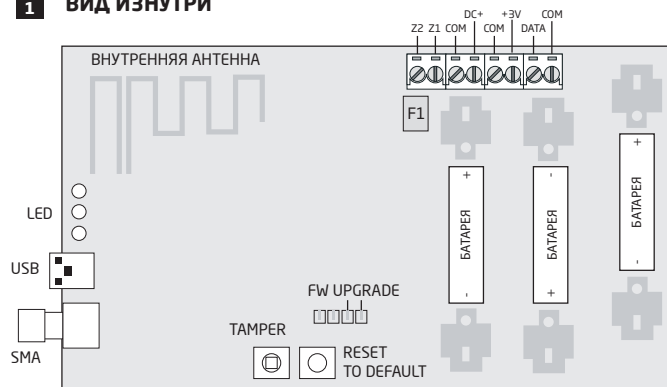 1 ВИД ИЗНУТРИ
DC+ +3V COM
Z2 Z1 COM COM DATA
ВНУТРЕННЯЯ АНТЕННА
F1
+ - +
БАТАРЕЯ
БАТАРЕЯ
БАТАРЕЯ
- + -
LED
USB
SMA
FW UPGRADE
TAMPER
RESET
TO DEFAULT